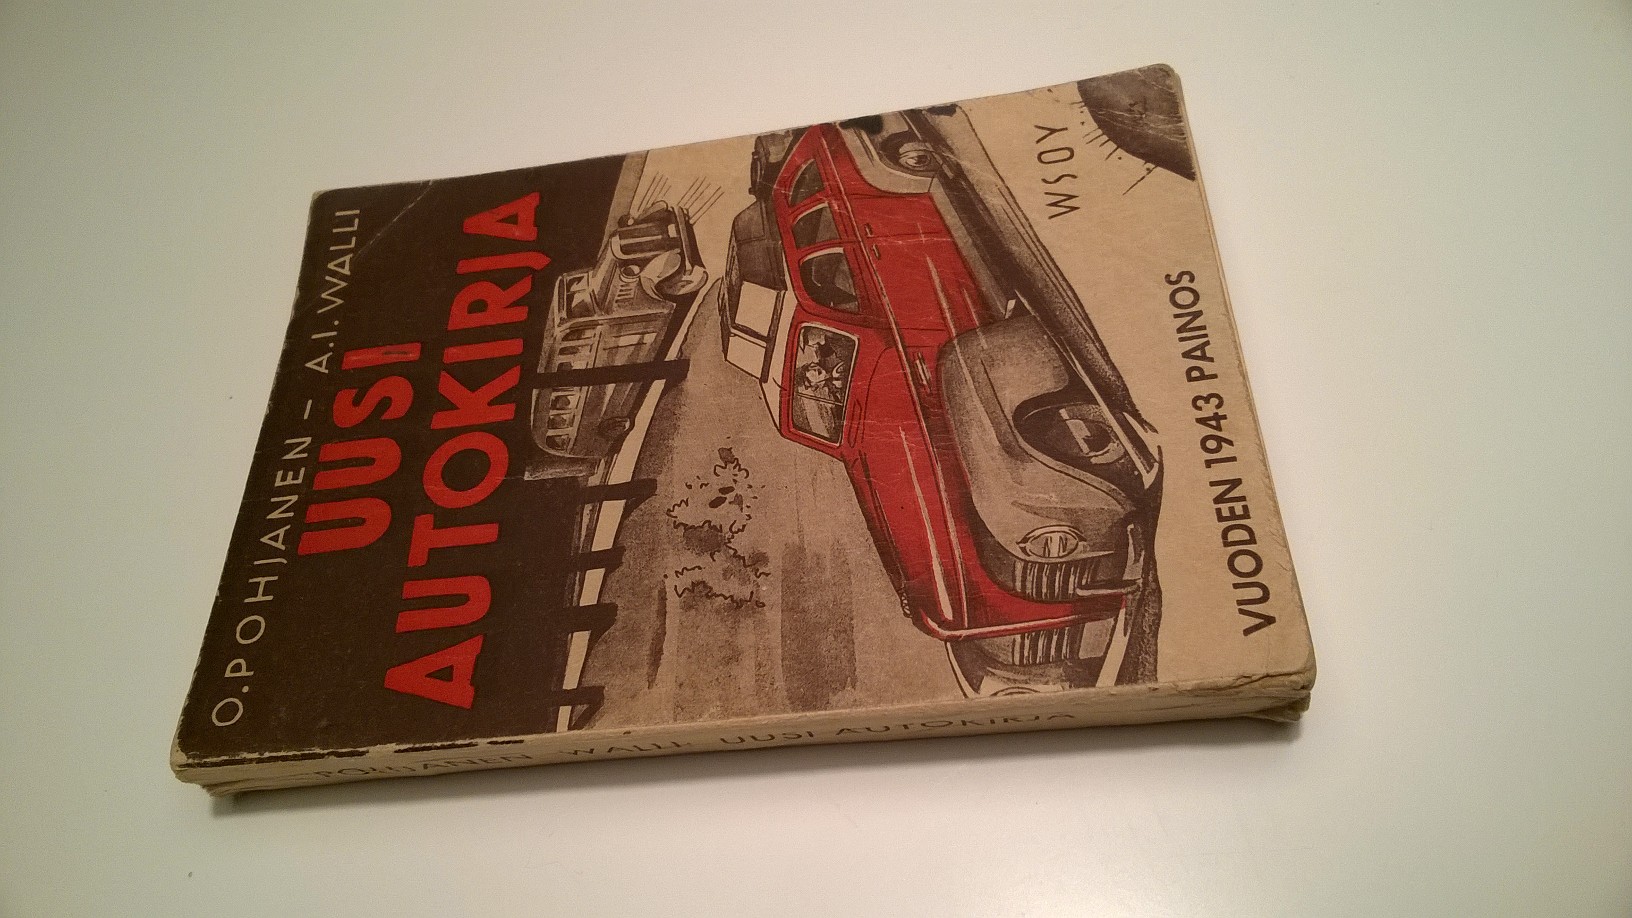 O. POHJANEN – A.I. WALLI
UUSI
AUTOKIRJA
WSOY
VUODEN 1943 PAINOS
POHJANEN WALLI: UUSI AUTOKIRJA